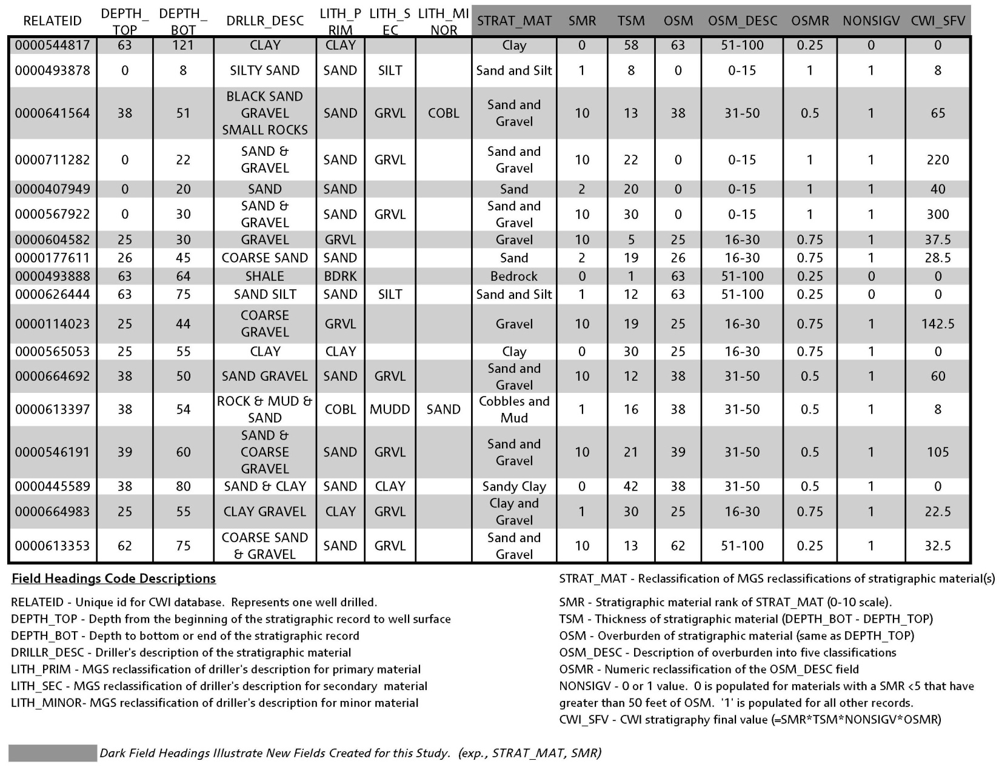 RELATEID DEPTH_TOP DEPTH_BOT DRLLR_DESC LITH_PRIM LITH_SEC LITH_MINOR STRAT_MAT SMR TSM OSM OSM_DESC OSMR NONSIGV CWI_SFV
0000544817 63 121 CLAY CLAY Clay 0 58 63 51-100 0.25 0 0
0000493878 0 8 SILTY SAND SAND SILT Sand and Silt 1 8 0 0-15 1 1 8
0000641564 38 51 BLACK SAND GRAVEL SMALL ROCKS SAND GRVL COBL Sand and Gravel 10 13 38 31-50 0.5 1 65
0000711282 0 22 SAND & GRAVEL SAND GRVL Sand and Gravel 10 22 0 0-15 1 1 220
0000407949 0 20 SAND SAND Sand 2 20 0 0-15 1 1 40
0000567922 0 30 SAND & GRAVEL SAND GRVL Sand and Gravel 10 30 0 0-15 1 1 300
0000604582 25 30 GRAVEL GRVL Gravel 10 5 25 16-30 0.75 1 37.5
0000177611 26 45 COARSE SAND SAND Sand 2 19 26 16-30 0.75 1 28.5
0000493888 63 64 SHALE BDRK Bedrock 0 1 63 51-100 0.25 0 0
0000626444 63 75 SAND SILT SAND SILT Sand and Silt 1 12 63 51-100 0.25 0 0
0000114023 25 44 COARSE GRAVEL GRVL Gravel 10 19 25 16-30 0.75 1 142.5
0000565053 25 55 CLAY CLAY Clay 0 30 25 16-30 0.75 1 0
0000664692 38 50 SAND GRAVEL SAND GRVL Sand and Gravel 10 12 38 31-50 0.5 1 60
0000613397 38 54 ROCK & MUD & SAND COBL MUDD SAND Cobbles and Mud 1 16 38 31-50 0.5 1 8
0000546191 39 60 SAND & COARSE GRAVEL SAND GRVL Sand and Gravel 10 21 39 31-50 0.5 1 105
0000445589 38 80 SAND & CLAY SAND CLAY Sandy Clay 0 42 38 31-50 0.5 1 0
0000664983 25 55 CLAY GRAVEL CLAY GRVL Clay and Gravel 1 30 25 16-30 0.75 1 22.5
0000613353 62 75 COARSE SAND & GRAVEL SAND GRVL Sand and Gravel 10 13 62 51-100 0.25 1 32.5
Field Headings Code Descriptions
RELATEID - Unique id for CWI database. Represents one well drilled.
DEPTH_TOP - Depth from the beginning of the stratigraphic record to well surface
DEPTH_BOT - Depth to bottom or end of the stratigraphic record
DRILLR_DESC - Driller's description of the stratigraphic material
LITH_PRIM - MGS reclassification of driller's description for primary material
LITH_SEC - MGS reclassification of driller's description for secondary material
LITH_MINOR- MGS reclassification of driller's description for minor material
STRAT_MAT - Reclassification of MGS reclassifications of stratigraphic material(s)
SMR - Stratigraphic material rank of STRAT_MAT (0-10 scale).
TSM - Thickness of stratigraphic material (DEPTH_BOT - DEPTH_TOP)
OSM - Overburden of stratigraphic material (same as DEPTH_TOP)
OSM_DESC - Description of overburden into five classifications
OSMR - Numeric reclassification of the OSM_DESC field
NONSIGV - 0 or 1 value. 0 is populated for materials with a SMR <5 that have
greater than 50 feet of OSM. '1' is populated for all other records.
CWI_SFV - CWI stratigraphy final value (=SMR*TSM*NONSIGV*OSMR)
Dark Field Headings Illustrate New Fields Created for this Study. (exp., STRAT_MAT, SMR)